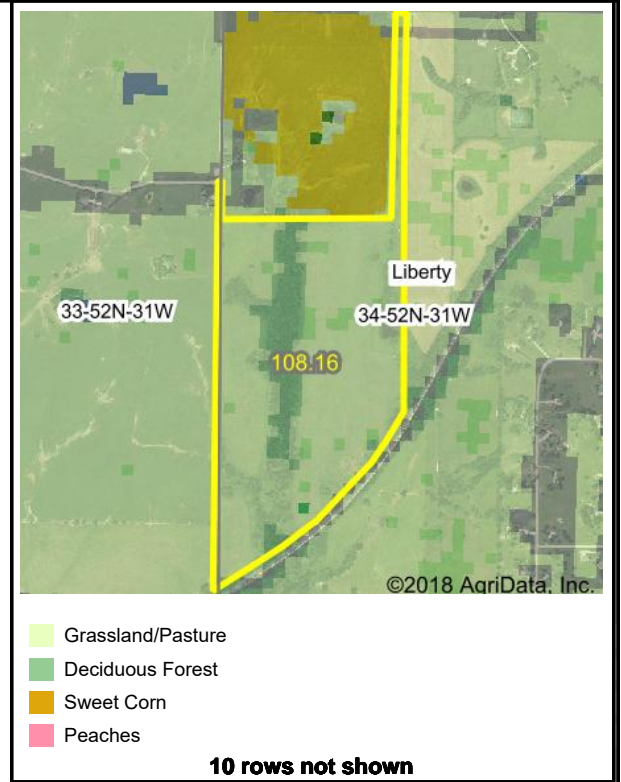 Liberty
33-52N-31W
34-52N-31W
108.16
©2018 AgriData, Inc.
Grassland/Pasture
Deciduous Forest
Sweet Corn
Peaches
10 rows not shown